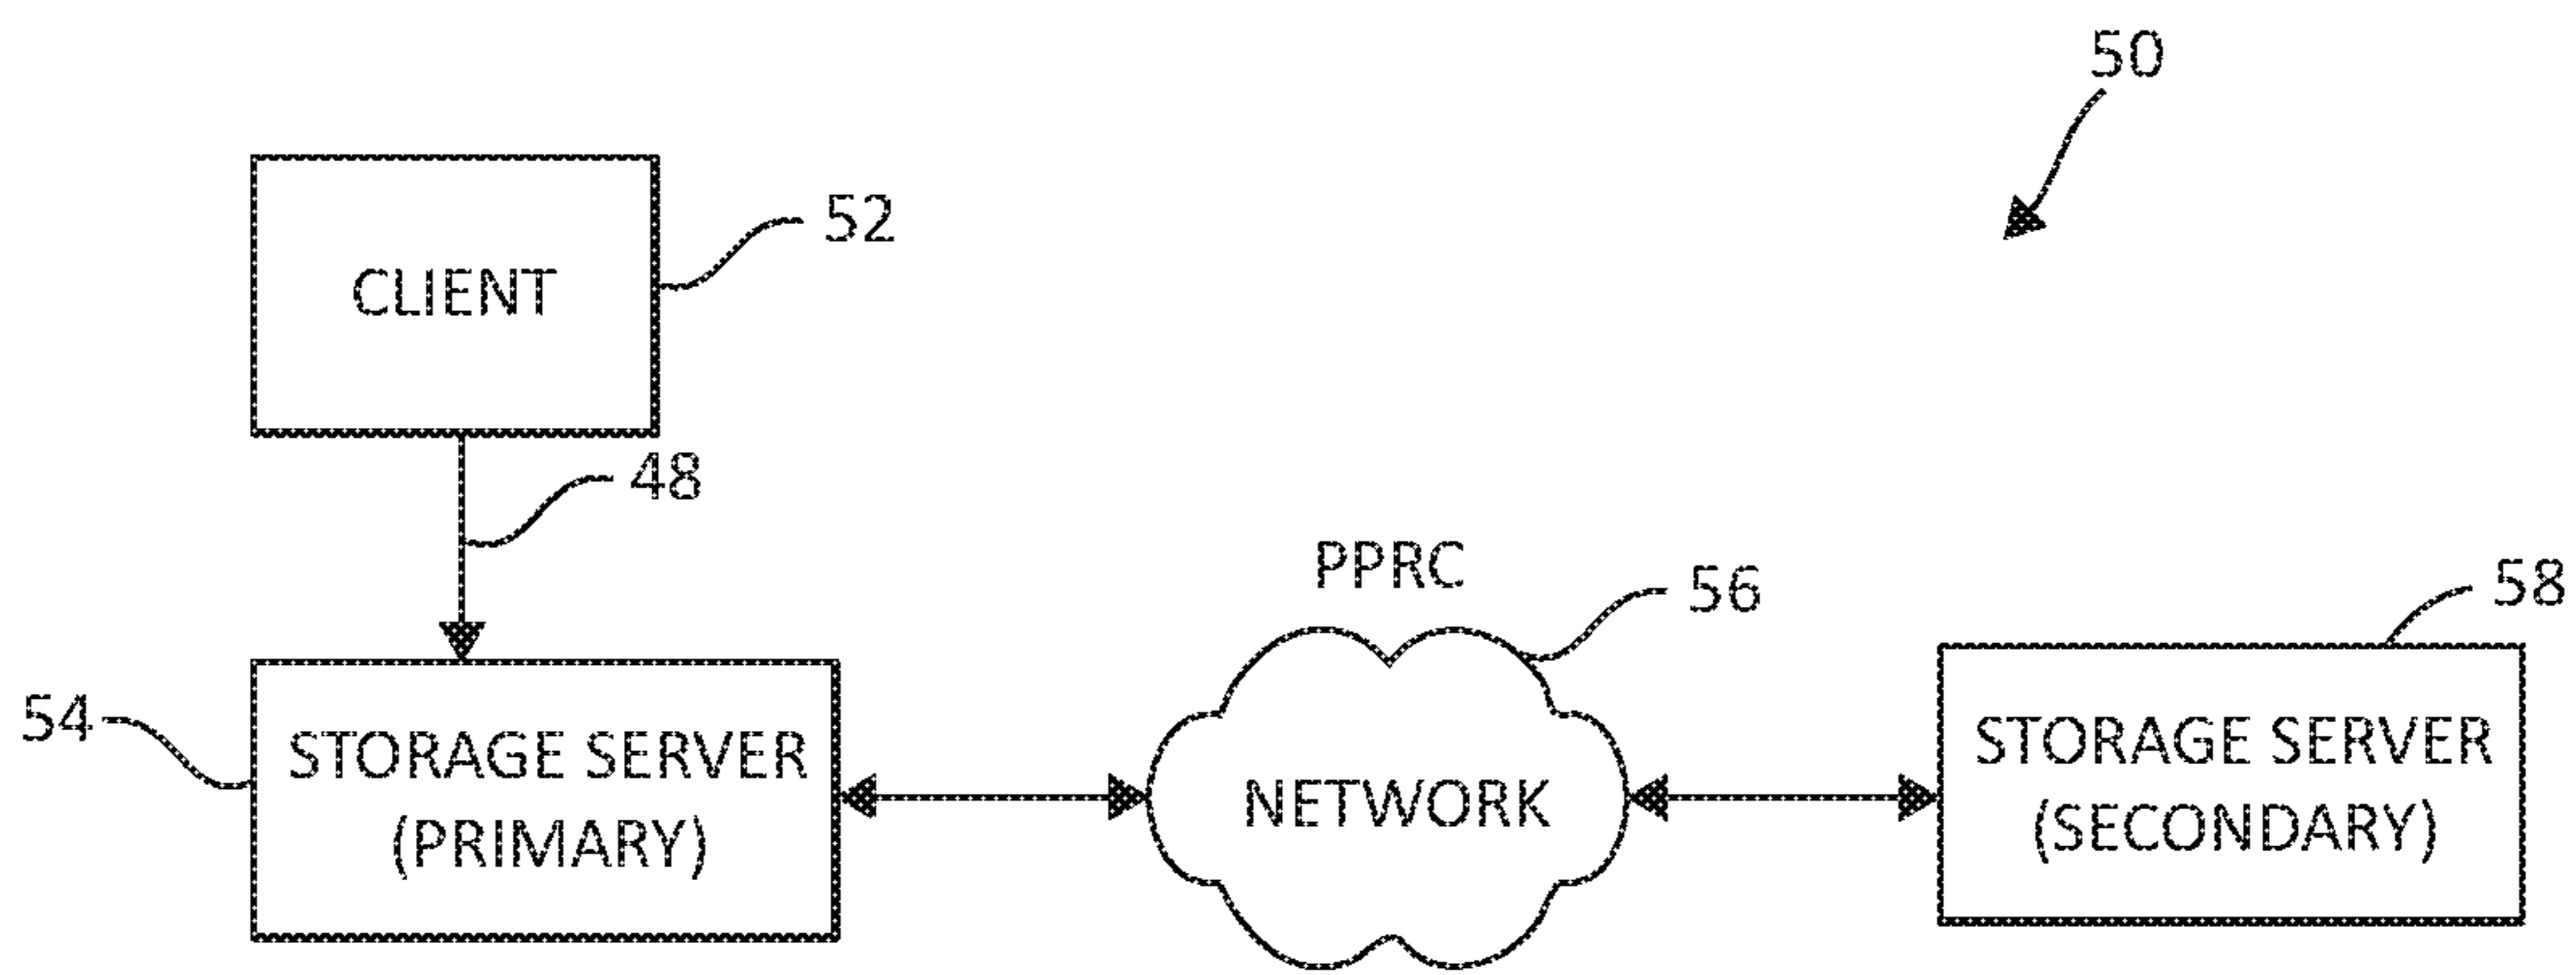 50
52
CLIENT
48
PPRC
56
58
54
STORAGE SERVER
(PRIMARY)
NETWORK
STORAGE SERVER
(SECONDARY)